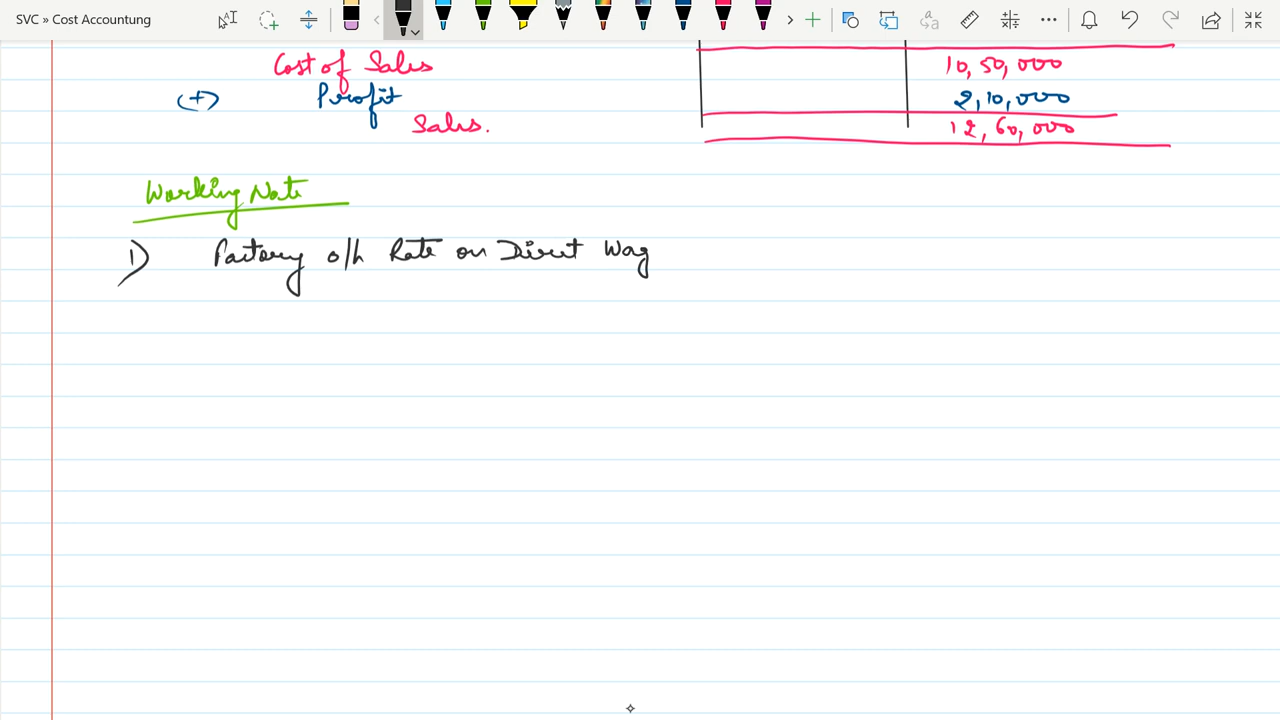 SVC » Cost Accountung
Cost of Sales 10,50,000
(+) Profit 2,10,000
Sales. 12,60,000
Working Note
1) Factory o/h Rate on Direct Wag